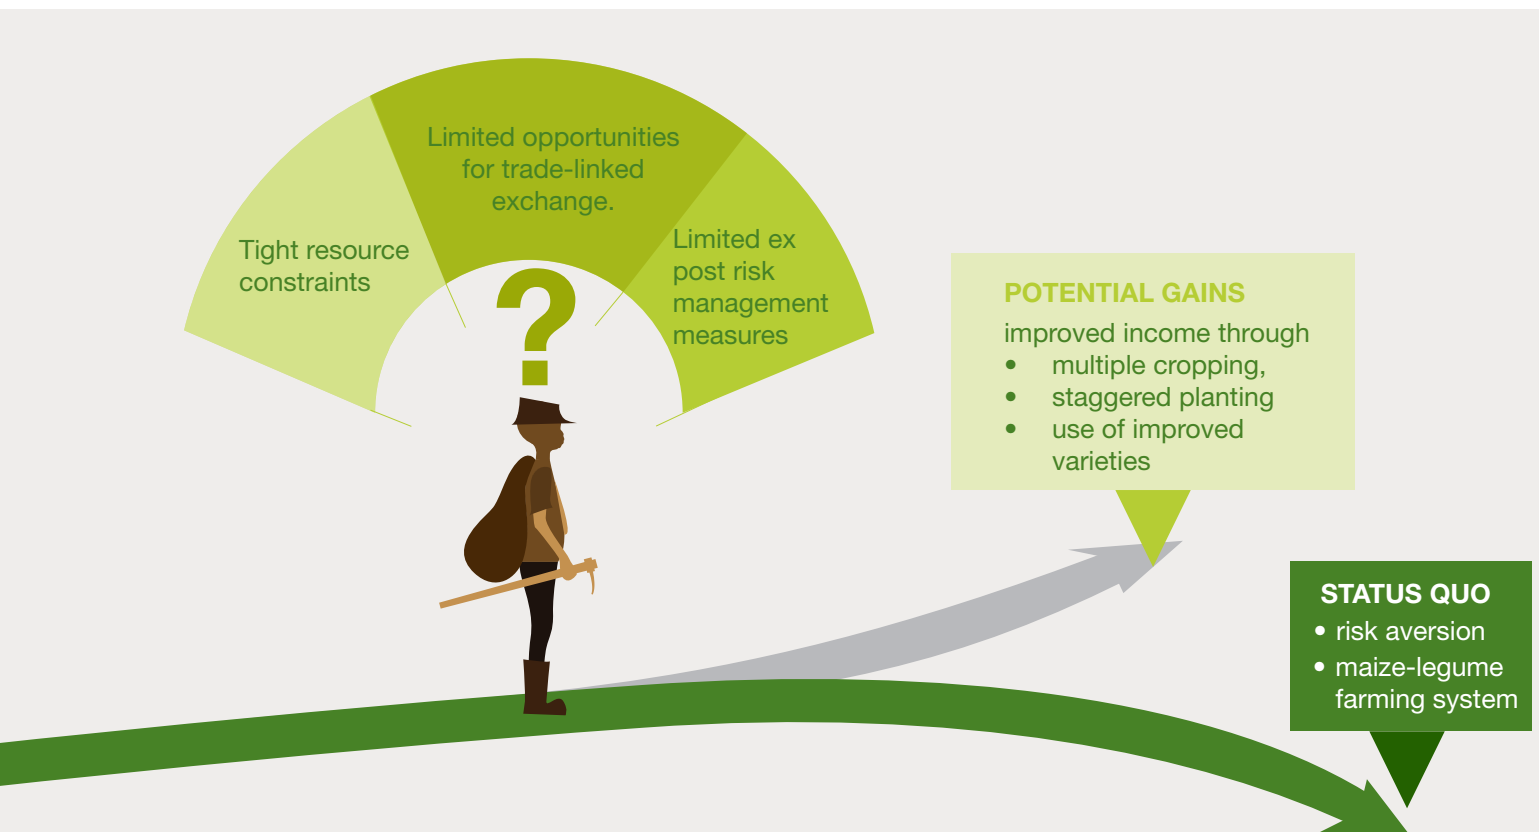 Limited opportunities
for trade-linked
exchange.
Tight resource
constraints
Limited ex
post risk
management
measures
?
POTENTIAL GAINS
improved income through
• multiple cropping,
• staggered planting
• use of improved
varieties
STATUS QUO
• risk aversion
• maize-legume
farming system